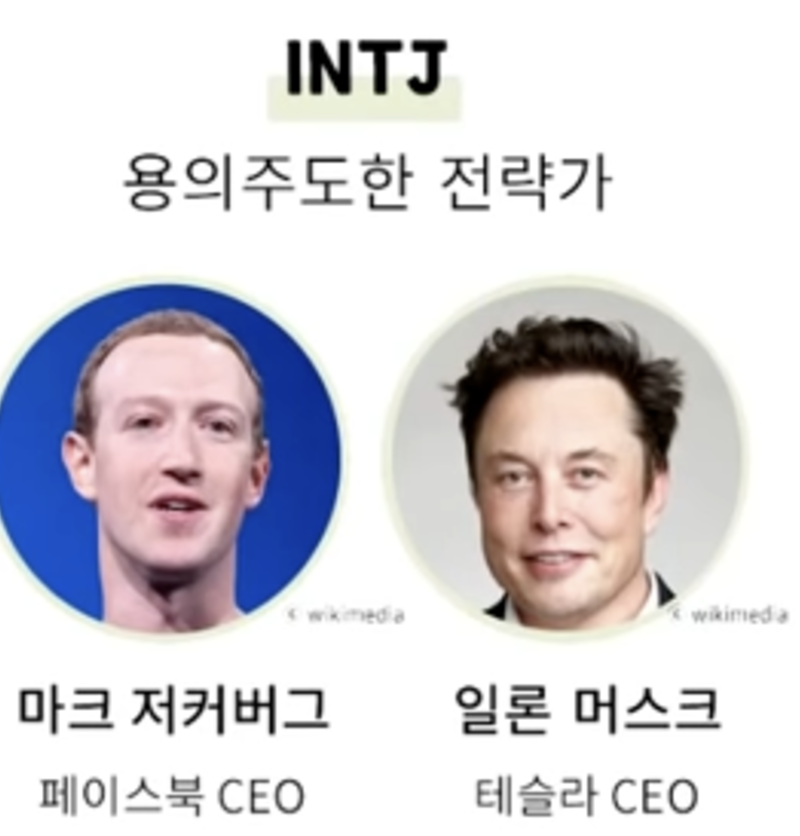 INTJ
용의주도한 전략가
© wikimedia
© wikimedia
마크 저커버그
일론 머스크
페이스북 CEO
테슬라 CEO